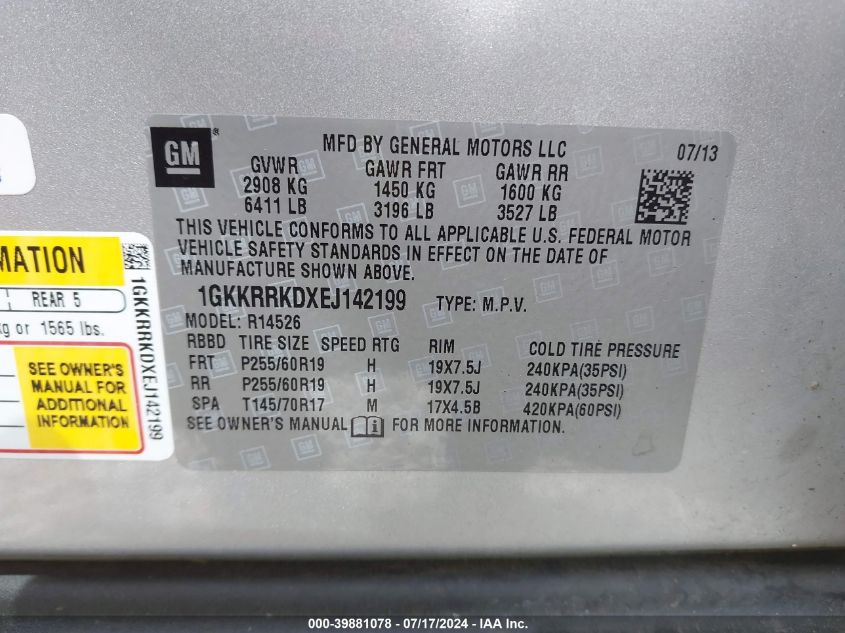 GM
MFD BY GENERAL MOTORS LLC
07/13
GVWR GAWR FRT GAWR RR
2908 KG 1450 KG 1600 KG
6411 LB 3196 LB 3527 LB
THIS VEHICLE CONFORMS TO ALL APPLICABLE U.S. FEDERAL MOTOR
VEHICLE SAFETY STANDARDS IN EFFECT ON THE DATE OF
MANUFACTURE SHOWN ABOVE.
1GKKRRKDXEJ142199 TYPE: M.P.V.
MODEL: R14526
RBBD TIRE SIZE SPEED RTG RIM COLD TIRE PRESSURE
FRT P255/60R19 H 19X7.5J 240KPA(35PSI)
RR P255/60R19 H 19X7.5J 240KPA(35PSI)
SPA T145/70R17 M 17X4.5B 420KPA(60PSI)
SEE OWNER'S MANUAL FOR MORE INFORMATION.
MATION
REAR 5
kg or 1565 lbs.
SEE OWNER'S
MANUAL FOR
ADDITIONAL
INFORMATION
1GKKRRKDXEJ142199
000-39881078 - 07/17/2024 - IAA Inc.